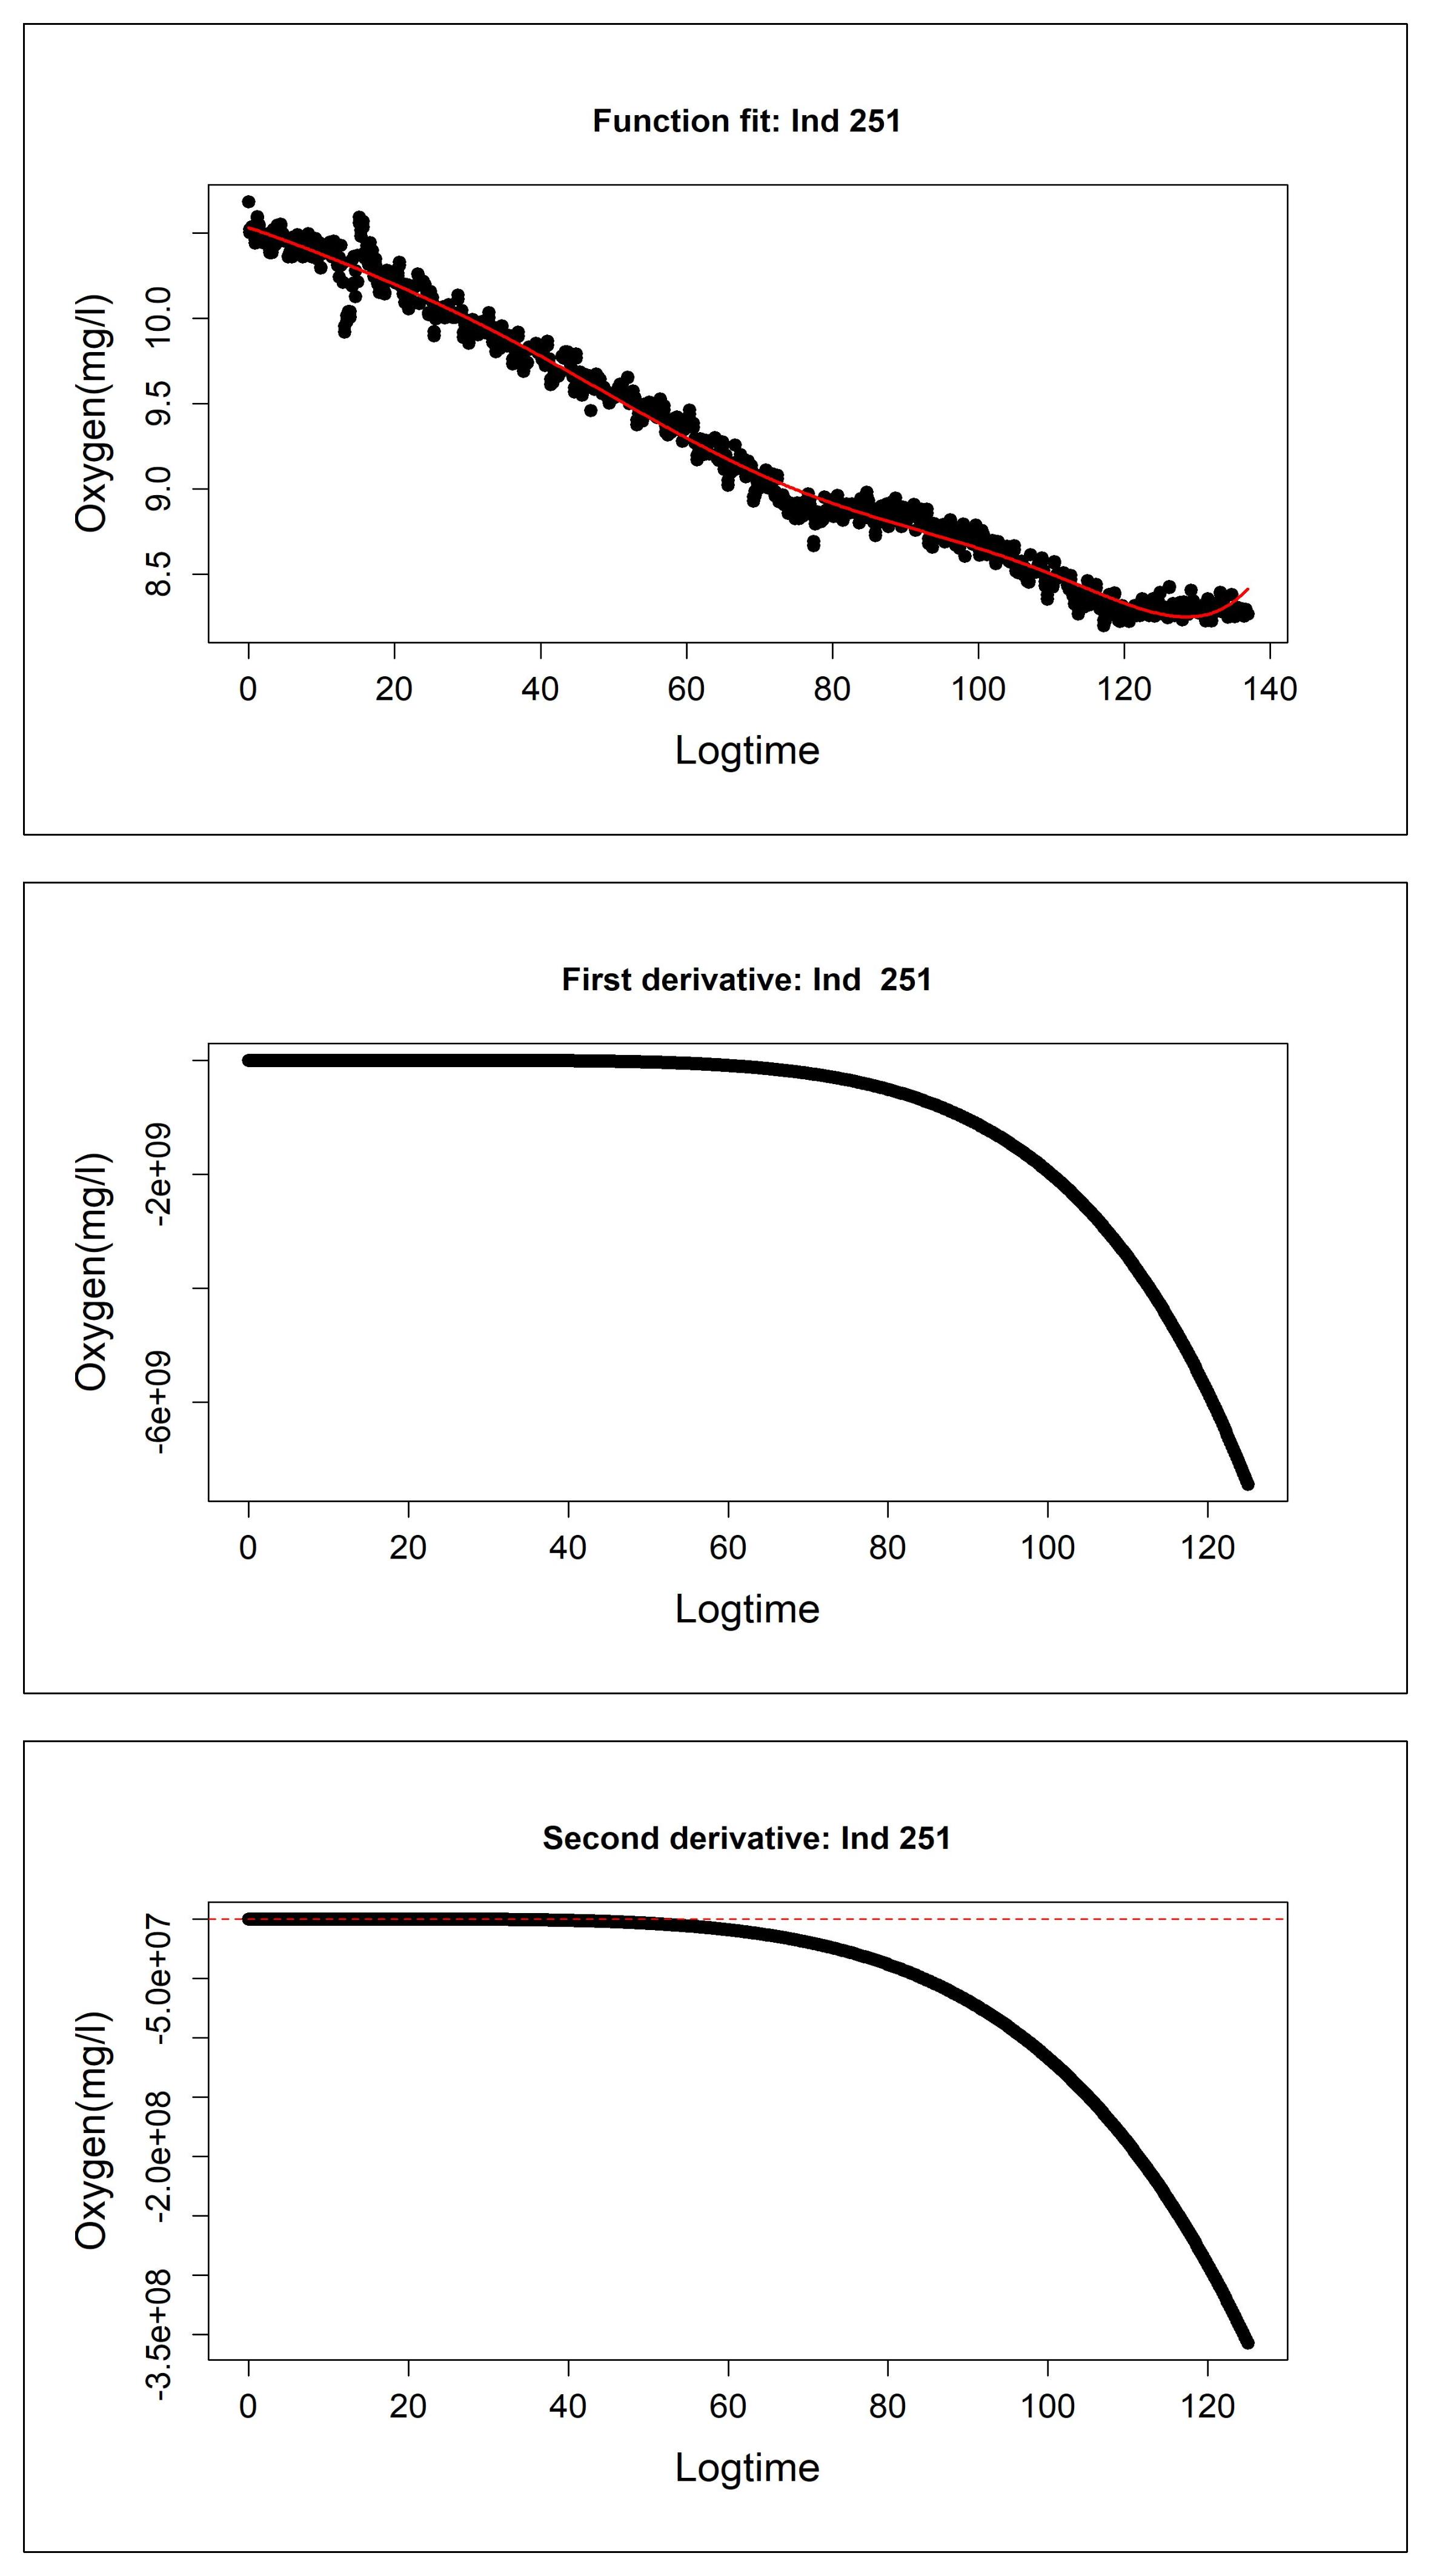 Function fit: Ind 251
Oxygen(mg/l)
10.0
9.5
9.0
8.5
0 20 40 60 80 100 120 140
Logtime
First derivative: Ind  251
Oxygen(mg/l)
-2e+09
-6e+09
0 20 40 60 80 100 120
Logtime
Second derivative: Ind 251
Oxygen(mg/l)
-5.0e+07
-2.0e+08
-3.5e+08
0 20 40 60 80 100 120
Logtime